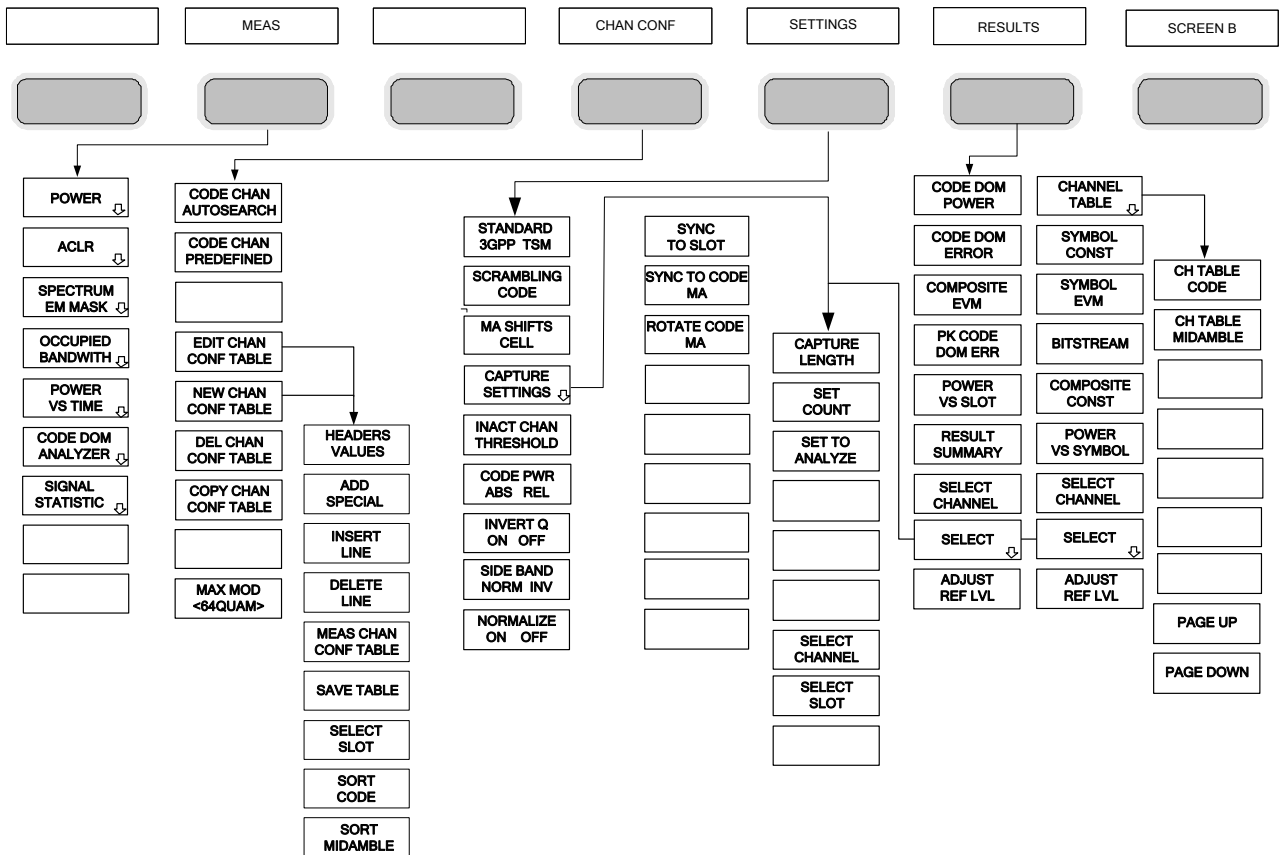 MEAS
CHAN CONF
SETTINGS
RESULTS
SCREEN B
POWER
ACLR
SPECTRUM
EM MASK
OCCUPIED
BANDWITH
POWER
VS TIME
CODE DOM
ANALYZER
SIGNAL
STATISTIC
CODE CHAN
AUTOSEARCH
CODE CHAN
PREDEFINED
EDIT CHAN
CONF TABLE
NEW CHAN
CONF TABLE
DEL CHAN
CONF TABLE
COPY CHAN
CONF TABLE
MAX MOD
<64QUAM>
HEADERS
VALUES
ADD
SPECIAL
INSERT
LINE
DELETE
LINE
MEAS CHAN
CONF TABLE
SAVE TABLE
SELECT
SLOT
SORT
CODE
SORT
MIDAMBLE
STANDARD
3GPP TSM
SCRAMBLING
CODE
MA SHIFTS
CELL
CAPTURE
SETTINGS
INACT CHAN
THRESHOLD
CODE PWR
ABS REL
INVERT Q
ON OFF
SIDE BAND
NORM INV
NORMALIZE
ON OFF
SYNC
TO SLOT
SYNC TO CODE
MA
ROTATE CODE
MA
CAPTURE
LENGTH
SET
COUNT
SET TO
ANALYZE
SELECT
CHANNEL
SELECT
SLOT
CODE DOM
POWER
CODE DOM
ERROR
COMPOSITE
EVM
PK CODE
DOM ERR
POWER
VS SLOT
RESULT
SUMMARY
SELECT
CHANNEL
SELECT
ADJUST
REF LVL
CHANNEL
TABLE
SYMBOL
CONST
SYMBOL
EVM
BITSTREAM
COMPOSITE
CONST
POWER
VS SYMBOL
SELECT
CHANNEL
SELECT
ADJUST
REF LVL
CH TABLE
CODE
CH TABLE
MIDAMBLE
PAGE UP
PAGE DOWN